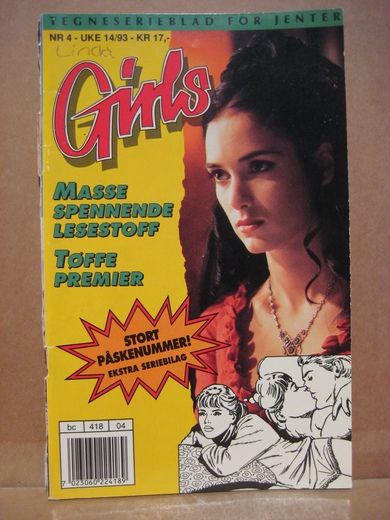 TEGNESERIEBLAD FOR JENTER
NR 4 - UKE 14/93 - KR 17,-
Linda
Girls
MASSE
SPENNENDE
LESESTOFF
TØFFE
PREMIER
STORT
PÅSKENUMMER!
EKSTRA SERIEBILAG
bc 418 04
7 023060 224189